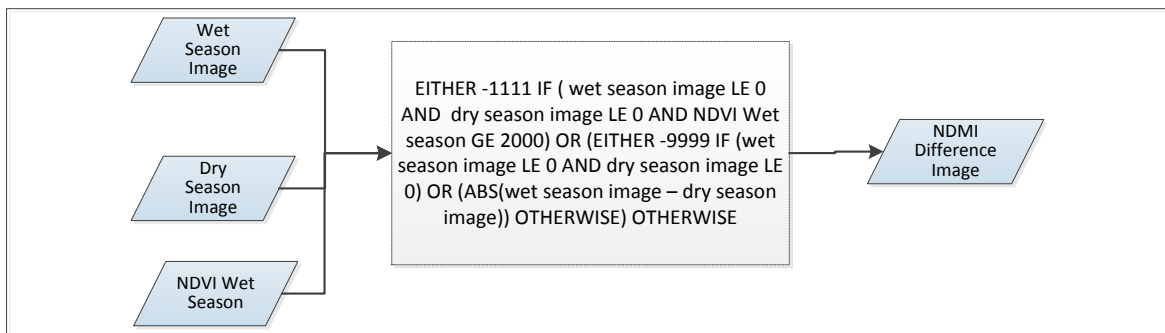 Wet
Season
Image
Dry
Season
Image
NDVI Wet
Season
EITHER -1111 IF ( wet season image LE 0
AND  dry season image LE 0 AND NDVI Wet
season GE 2000) OR (EITHER -9999 IF (wet
season image LE 0 AND dry season image LE
0) OR (ABS(wet season image – dry season
image)) OTHERWISE) OTHERWISE
NDMI
Difference
Image